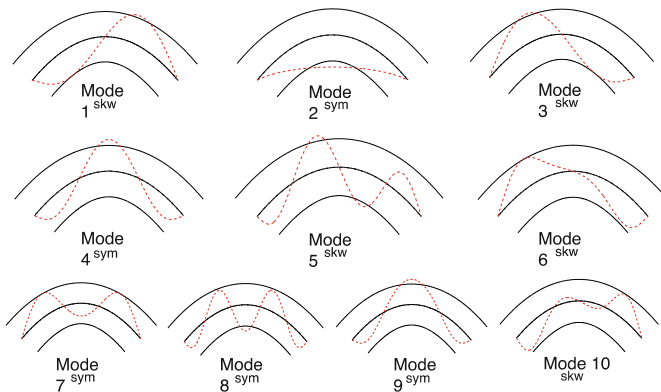 Mode
1 skw
Mode
2 sym
Mode
3 skw
Mode
4 sym
Mode
5 skw
Mode
6 skw
Mode
7 sym
Mode
8 sym
Mode
9 sym
Mode 10
skw